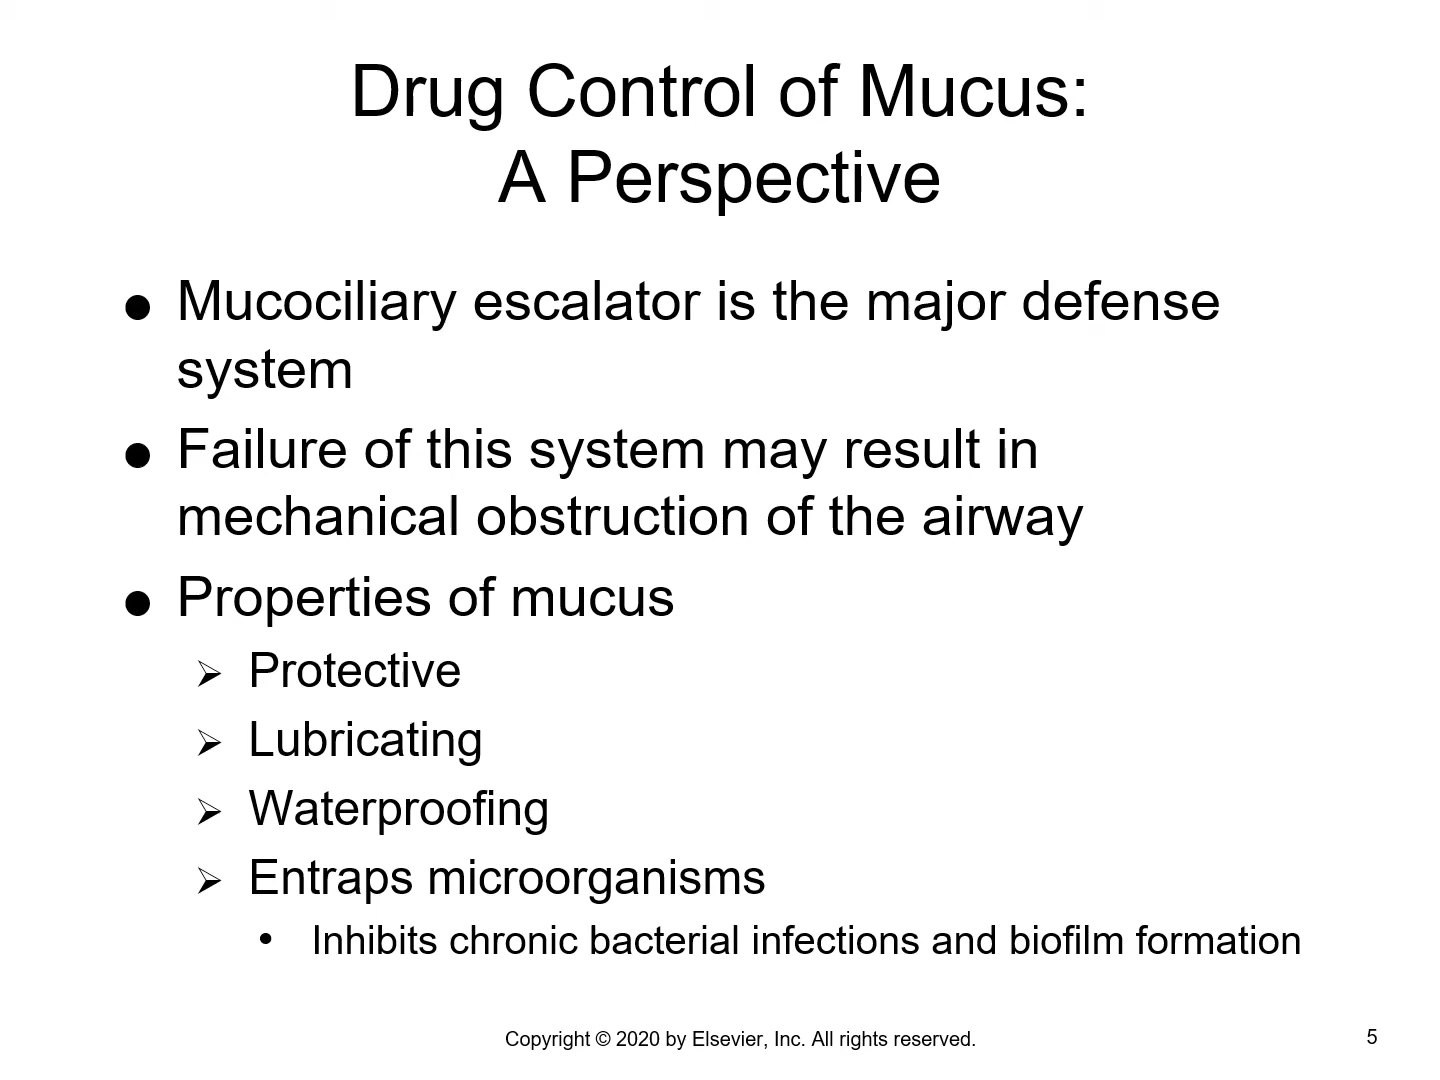 Drug Control of Mucus:
A Perspective
● Mucociliary escalator is the major defense
system
● Failure of this system may result in
mechanical obstruction of the airway
● Properties of mucus
➢ Protective
➢ Lubricating
➢ Waterproofing
➢ Entraps microorganisms
• Inhibits chronic bacterial infections and biofilm formation
Copyright © 2020 by Elsevier, Inc. All rights reserved.
5